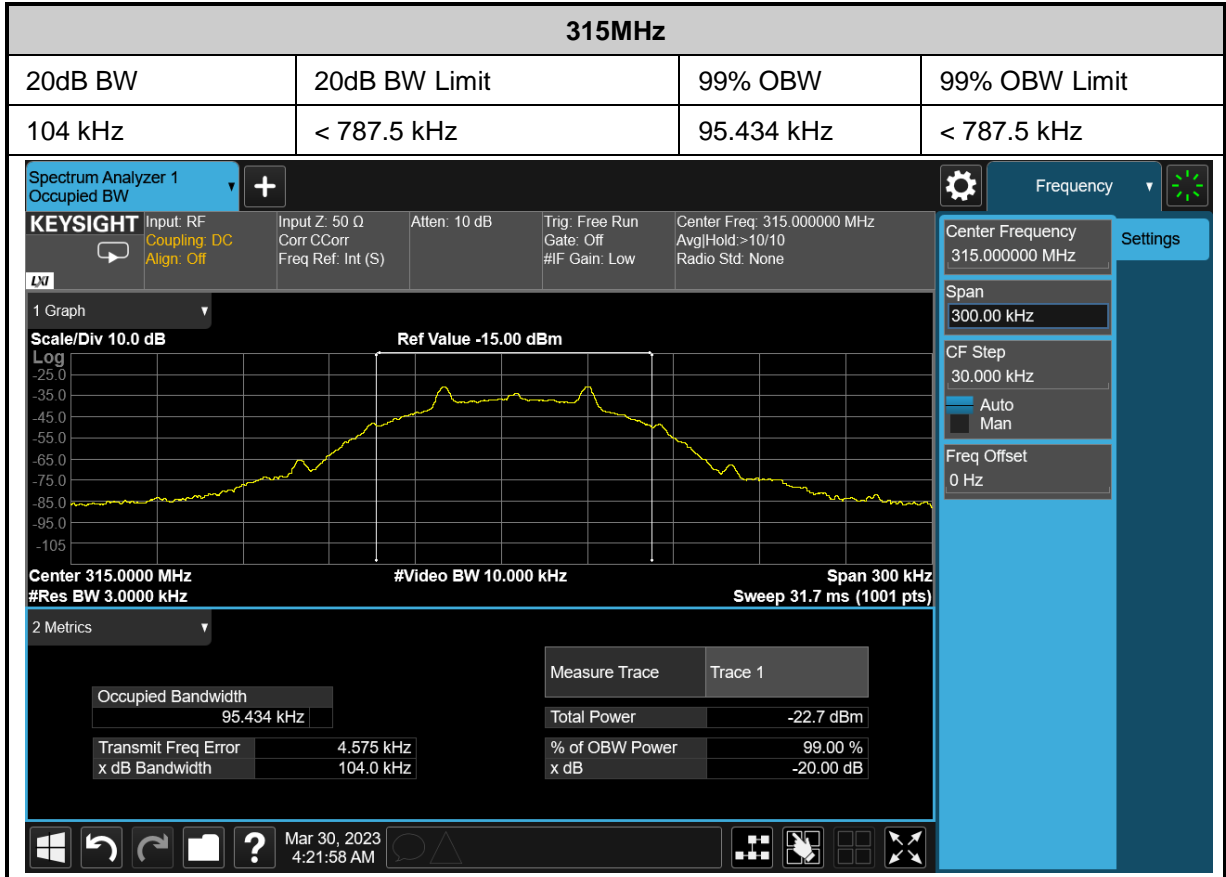 315MHz
20dB BW 20dB BW Limit 99% OBW 99% OBW Limit
104 kHz < 787.5 kHz 95.434 kHz < 787.5 kHz
Spectrum Analyzer 1
Occupied BW
Frequency
KEYSIGHT
LXI
Input: RF
Coupling: DC
Align: Off
Input Z: 50 Ω
Corr CCorr
Freq Ref: Int (S)
Atten: 10 dB
Trig: Free Run
Gate: Off
#IF Gain: Low
Center Freq: 315.000000 MHz
Avg|Hold:>10/10
Radio Std: None
Center Frequency
315.000000 MHz
Settings
Span
300.00 kHz
CF Step
30.000 kHz
Auto
Man
Freq Offset
0 Hz
1 Graph
Scale/Div 10.0 dB
Ref Value -15.00 dBm
Log
-25.0
-35.0
-45.0
-55.0
-65.0
-75.0
-85.0
-95.0
-105
Center 315.0000 MHz
#Video BW 10.000 kHz
Span 300 kHz
#Res BW 3.0000 kHz
Sweep 31.7 ms (1001 pts)
2 Metrics
Measure Trace Trace 1
Occupied Bandwidth
95.434 kHz
Total Power -22.7 dBm
Transmit Freq Error 4.575 kHz
% of OBW Power 99.00 %
x dB Bandwidth 104.0 kHz
x dB -20.00 dB
?
Mar 30, 2023
4:21:58 AM